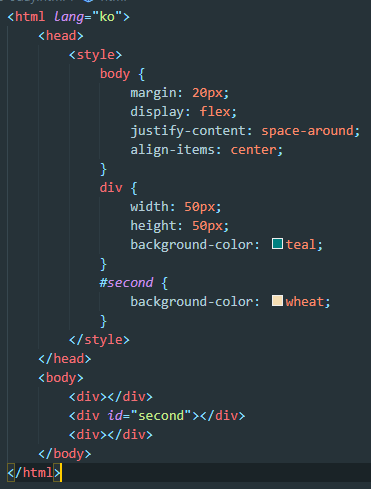 <html lang="ko">
<head>
<style>
body {
margin: 20px;
display: flex;
justify-content: space-around;
align-items: center;
}
div {
width: 50px;
height: 50px;
background-color: teal;
}
#second {
background-color: wheat;
}
</style>
</head>
<body>
<div></div>
<div id="second"></div>
<div></div>
</body>
</html>